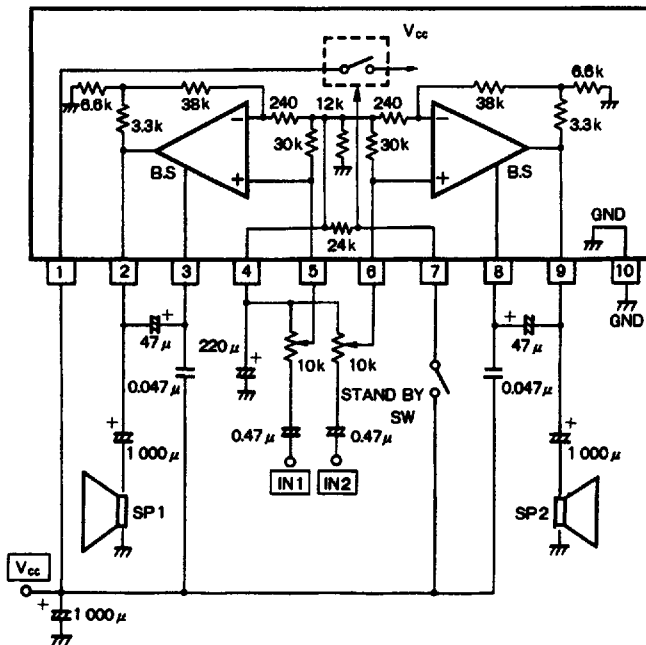 Vcc
6.6k 38k 240 12k 240 38k 6.6k
3.3k 30k 30k 3.3k
B.S B.S
− + − +
24k
GND
1 2 3 4 5 6 7 8 9 10
GND
+ 47μ 220μ + 10k 10k + 47μ
0.047μ STAND BY SW 0.047μ
+ 1 000μ 0.47μ 0.47μ + 1 000μ
IN1 IN2
SP1 SP2
Vcc
+ 1 000μ